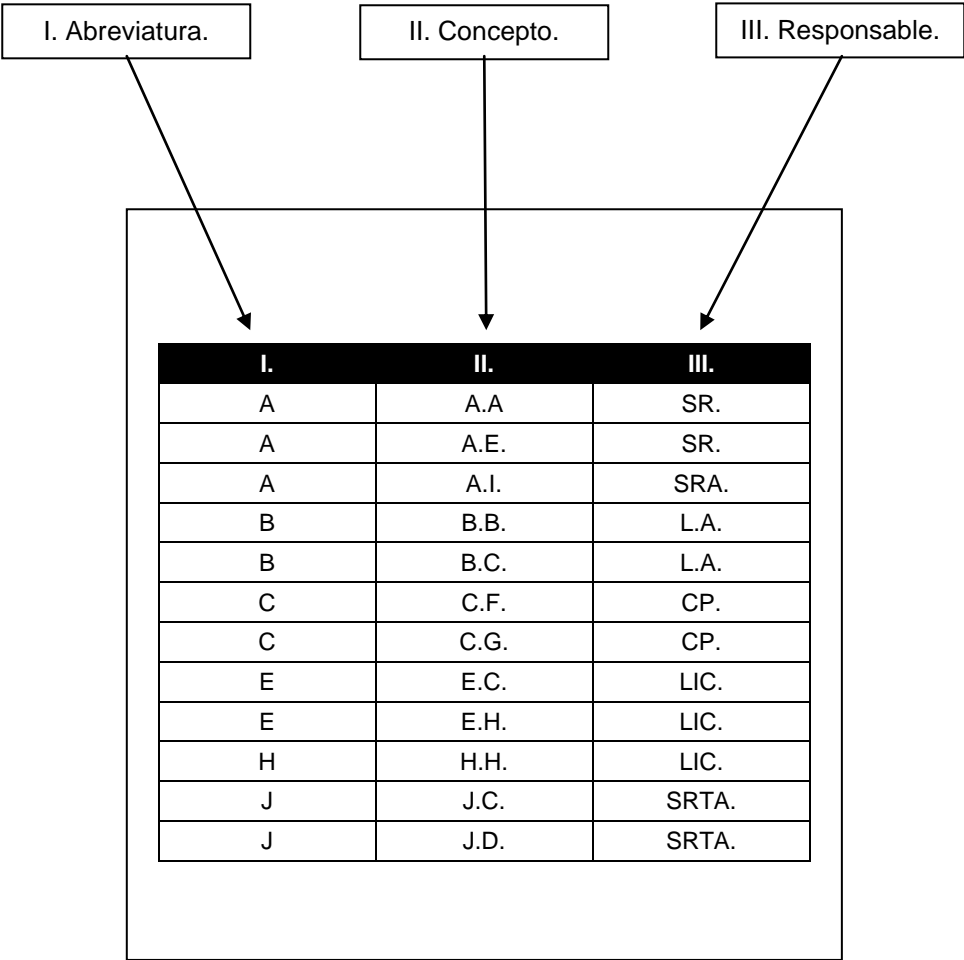 I. Abreviatura. II. Concepto. III. Responsable.
I. II. III.
A A.A SR.
A A.E. SR.
A A.I. SRA.
B B.B. L.A.
B B.C. L.A.
C C.F. CP.
C C.G. CP.
E E.C. LIC.
E E.H. LIC.
H H.H. LIC.
J J.C. SRTA.
J J.D. SRTA.